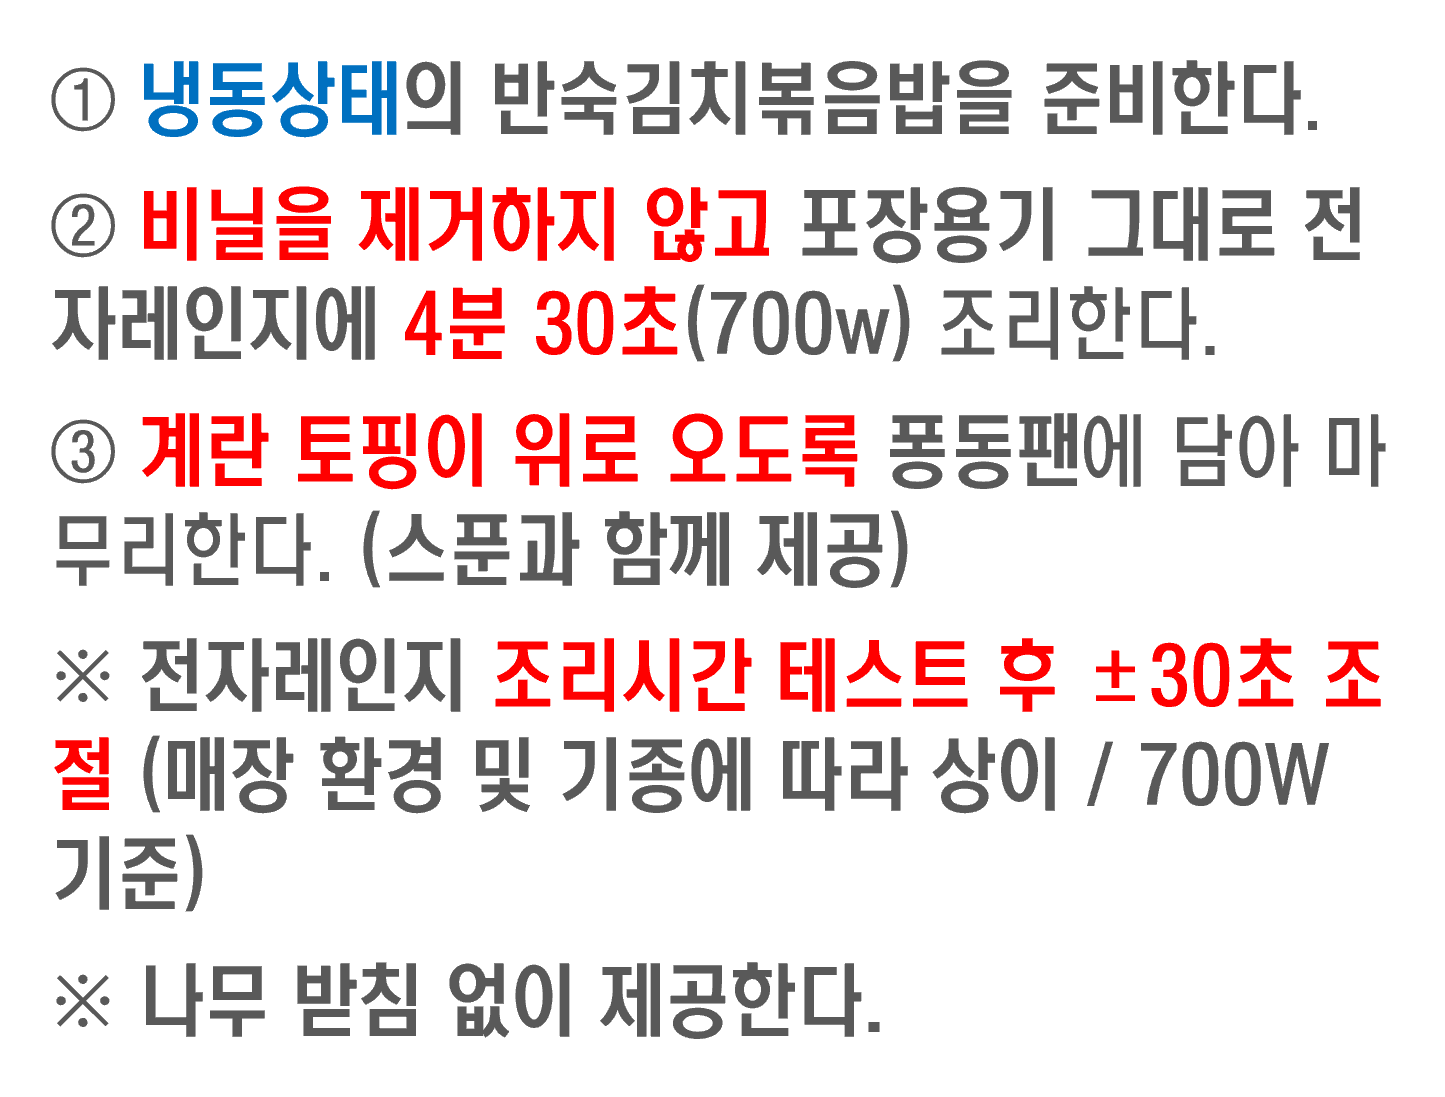 ① 냉동상태의 반숙김치볶음밥을 준비한다.
② 비닐을 제거하지 않고 포장용기 그대로 전
자레인지에 4분 30초(700w) 조리한다.
③ 계란 토핑이 위로 오도록 퐁동팬에 담아 마
무리한다. (스푼과 함께 제공)
※ 전자레인지 조리시간 테스트 후 ±30초 조
절 (매장 환경 및 기종에 따라 상이 / 700W
기준)
※ 나무 받침 없이 제공한다.